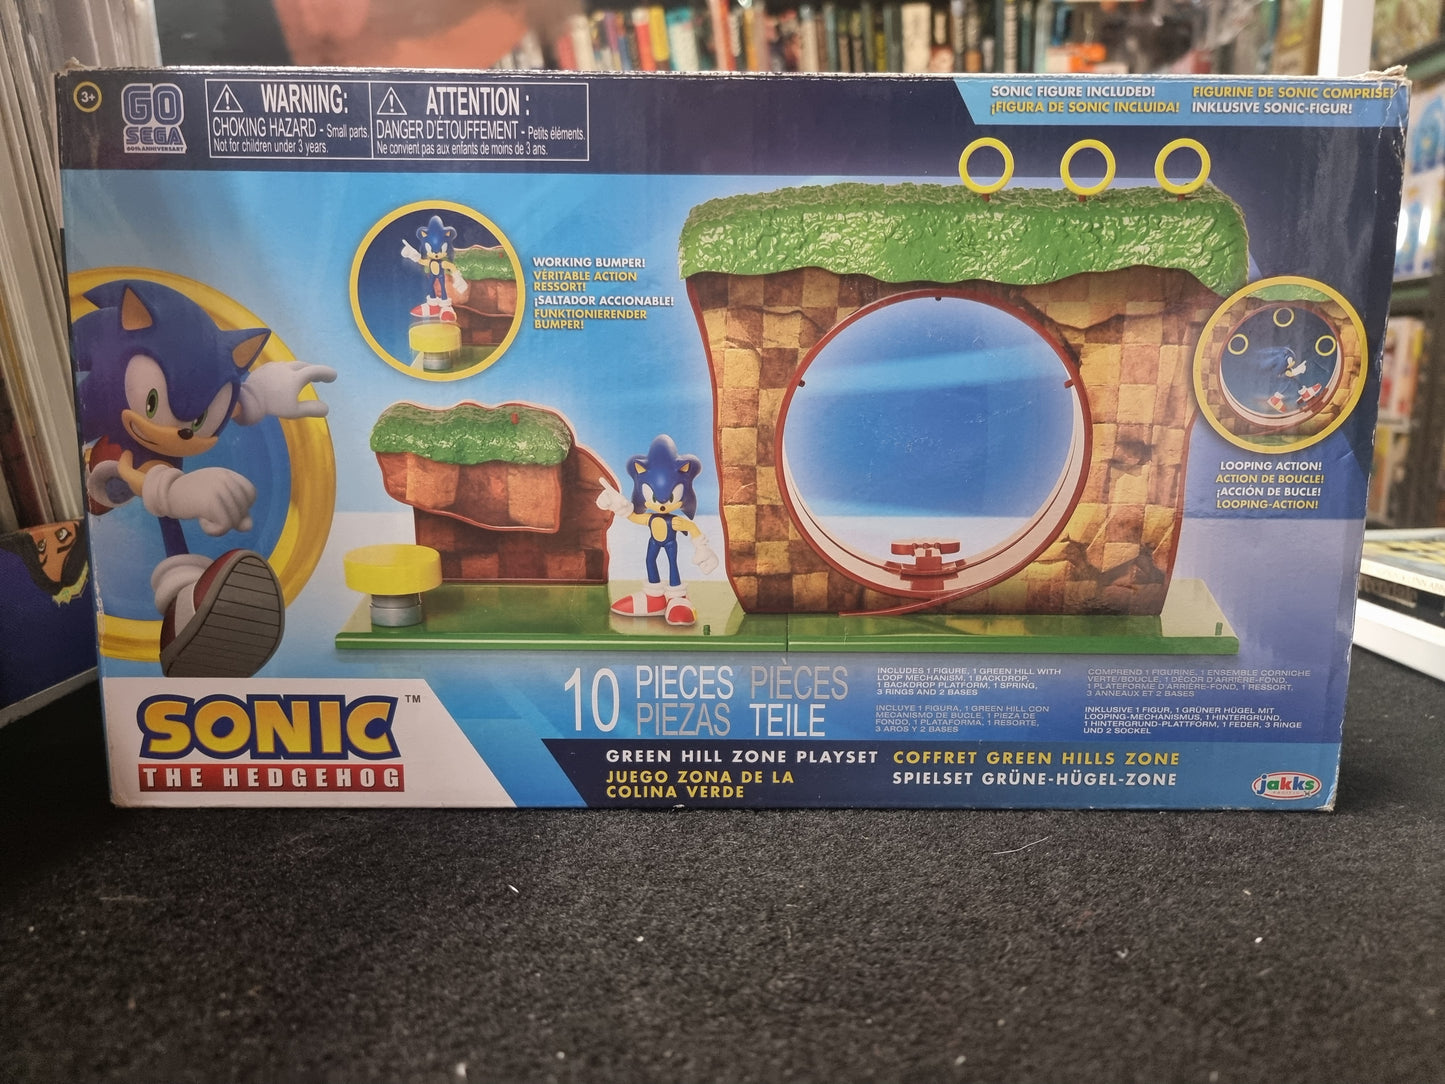 3+
GO
SEGA
60th ANNIVERSARY
WARNING:
CHOKING HAZARD - Small parts.
Not for children under 3 years.
ATTENTION :
DANGER D'ÉTOUFFEMENT - Petits éléments.
Ne convient pas aux enfants de moins de 3 ans.
SONIC FIGURE INCLUDED!
¡FIGURA DE SONIC INCLUIDA!
FIGURINE DE SONIC COMPRISE!
INKLUSIVE SONIC-FIGUR!
WORKING BUMPER!
VÉRITABLE ACTION
RESSORT!
¡SALTADOR ACCIONABLE!
FUNKTIONIERENDER
BUMPER!
LOOPING ACTION!
ACTION DE BOUCLE!
¡ACCIÓN DE BUCLE!
LOOPING-ACTION!
10 PIECES PIÈCES
PIEZAS TEILE
INCLUDES 1 FIGURE, 1 GREEN HILL WITH
LOOP MECHANISM, 1 BACKDROP,
1 BACKDROP PLATFORM, 1 SPRING,
3 RINGS AND 2 BASES
COMPREND 1 FIGURINE, 1 ENSEMBLE CORNICHE
VERTE/BOUCLE, 1 DÉCOR D'ARRIÈRE-FOND,
1 PLATEFORME D'ARRIÈRE-FOND, 1 RESSORT,
3 ANNEAUX ET 2 BASES
INCLUYE 1 FIGURA, 1 GREEN HILL CON
MECANISMO DE BUCLE, 1 PIEZA DE
FONDO, 1 PLATAFORMA, 1 RESORTE,
3 AROS Y 2 BASES
INKLUSIVE 1 FIGUR, 1 GRÜNER HÜGEL MIT
LOOPING-MECHANISMUS, 1 HINTERGRUND,
1 HINTERGRUND-PLATTFORM, 1 FEDER, 3 RINGE
UND 2 SOCKEL
SONIC™
THE HEDGEHOG
GREEN HILL ZONE PLAYSET
JUEGO ZONA DE LA
COLINA VERDE
COFFRET GREEN HILLS ZONE
SPIELSET GRÜNE-HÜGEL-ZONE
jakks
PACIFIC